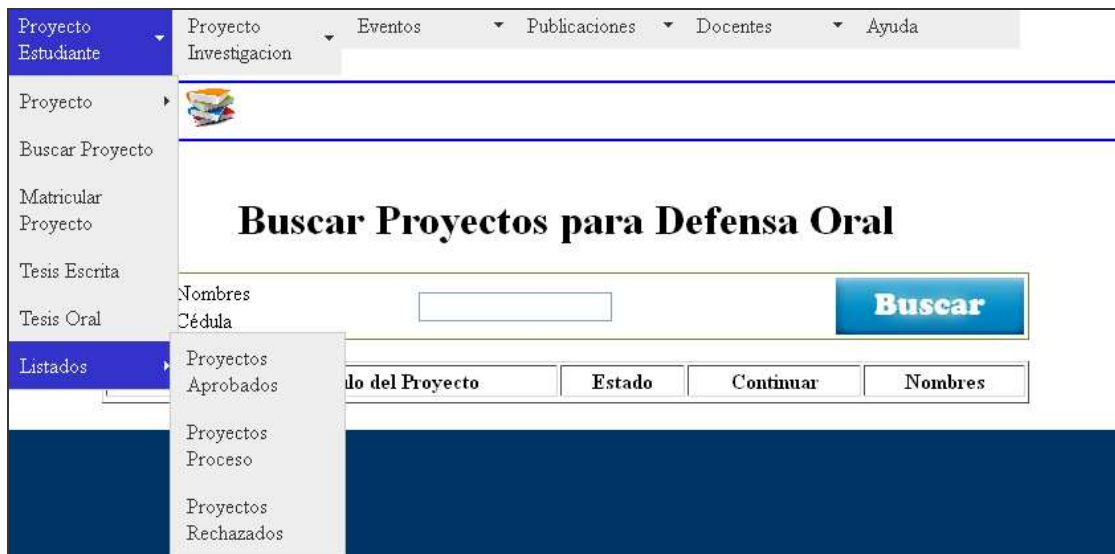 Proyecto
Estudiante
Proyecto
Investigacion
Eventos
Publicaciones
Docentes
Ayuda
Proyecto
Buscar Proyecto
Matricular
Proyecto
Tesis Escrita
Tesis Oral
Listados
Proyectos
Aprobados
Proyectos
Proceso
Proyectos
Rechazados
Buscar Proyectos para Defensa Oral
Nombres
Cédula
Buscar
del Proyecto
Estado
Continuar
Nombres